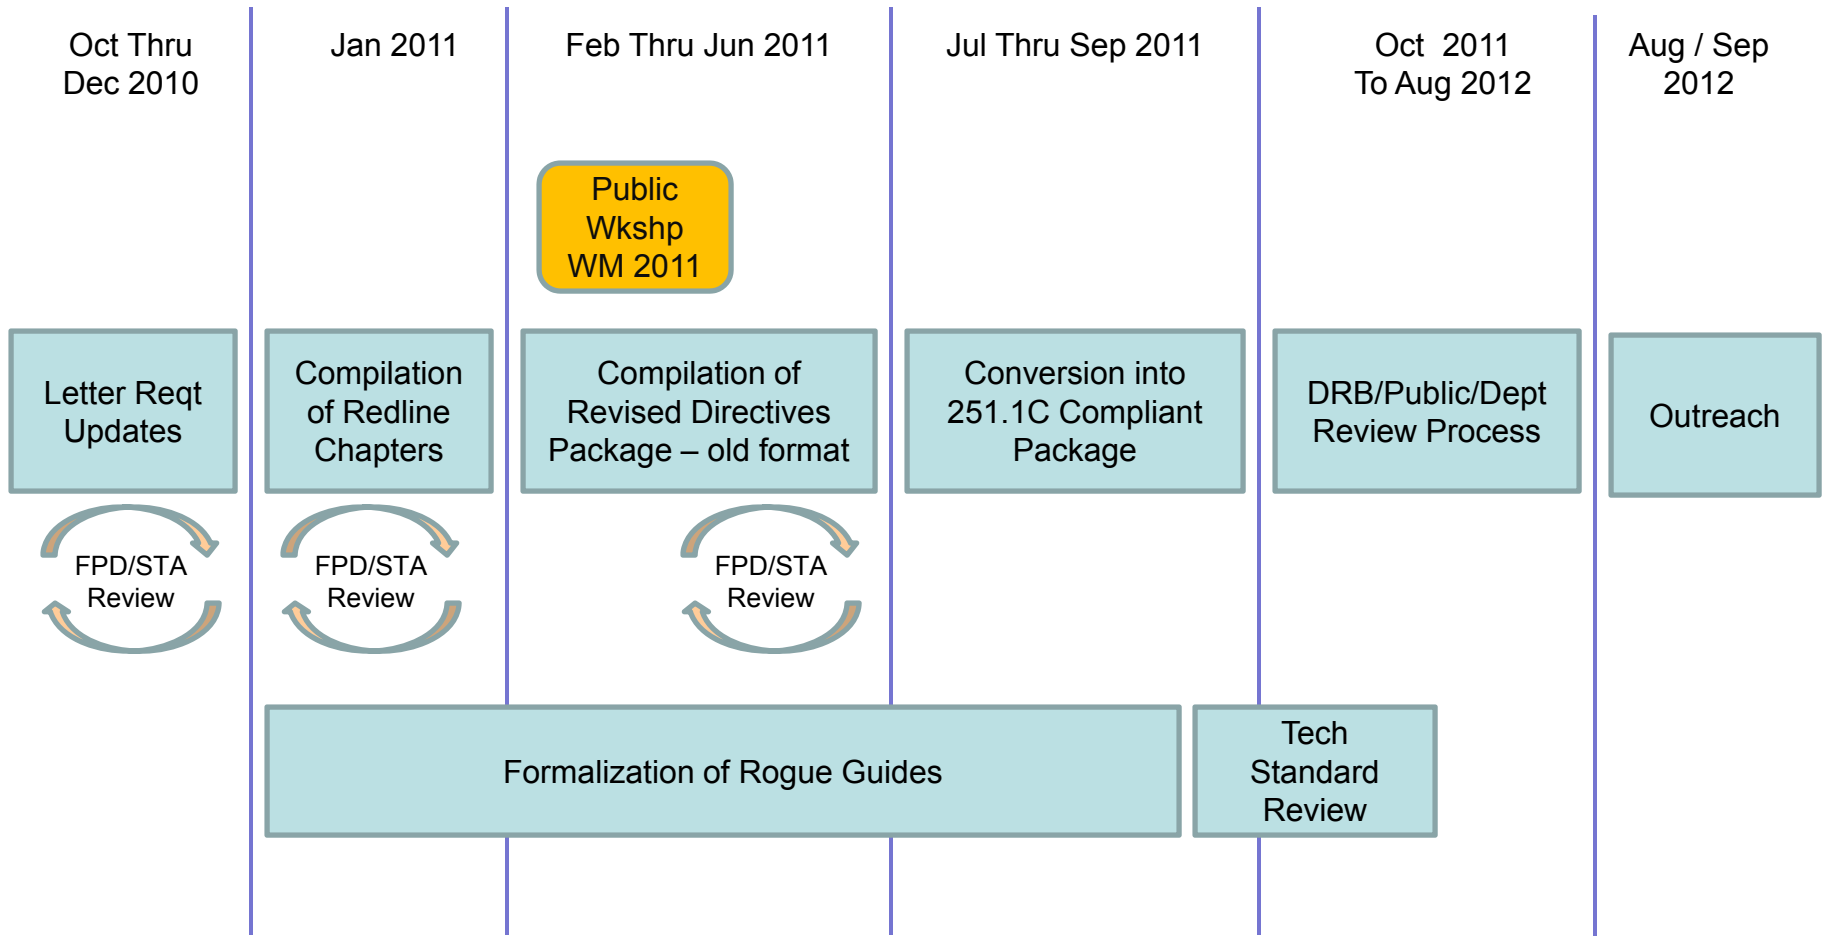 Oct Thru
Dec 2010
Jan 2011
Feb Thru Jun 2011
Jul Thru Sep 2011
Oct  2011
To Aug 2012
Aug / Sep
2012
Public
Wkshp
WM 2011
Letter Reqt
Updates
Compilation
of Redline
Chapters
Compilation of
Revised Directives
Package – old format
Conversion into
251.1C Compliant
Package
DRB/Public/Dept
Review Process
Outreach
FPD/STA
Review
FPD/STA
Review
FPD/STA
Review
Formalization of Rogue Guides
Tech
Standard
Review